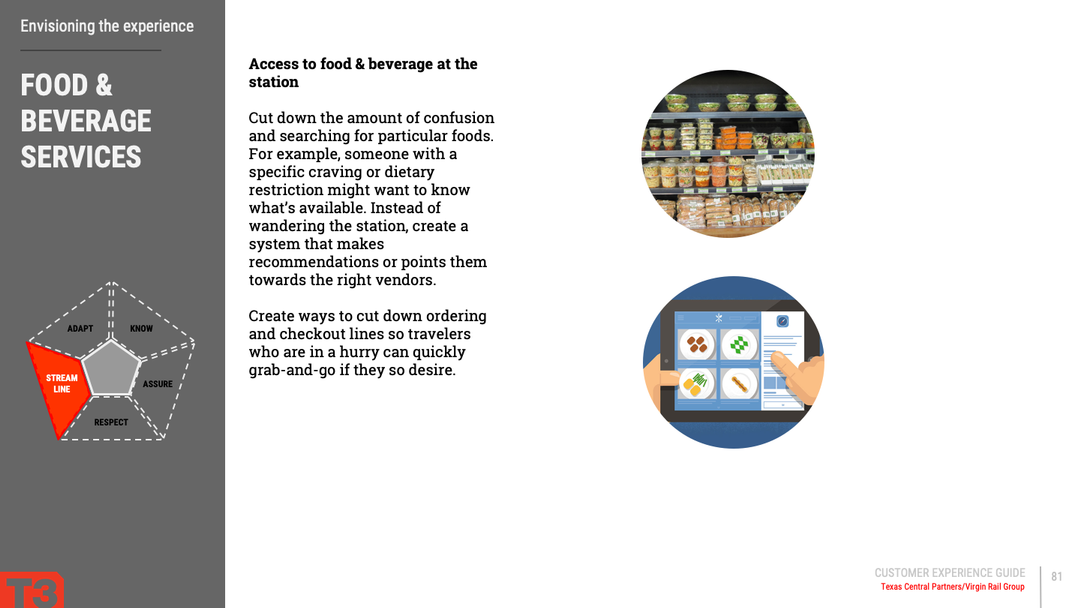 Envisioning the experience
FOOD &
BEVERAGE
SERVICES
ADAPT
KNOW
STREAM
LINE
ASSURE
RESPECT
T3
Access to food & beverage at the
station
Cut down the amount of confusion
and searching for particular foods.
For example, someone with a
specific craving or dietary
restriction might want to know
what’s available. Instead of
wandering the station, create a
system that makes
recommendations or points them
towards the right vendors.
Create ways to cut down ordering
and checkout lines so travelers
who are in a hurry can quickly
grab-and-go if they so desire.
CUSTOMER EXPERIENCE GUIDE
Texas Central Partners/Virgin Rail Group
81